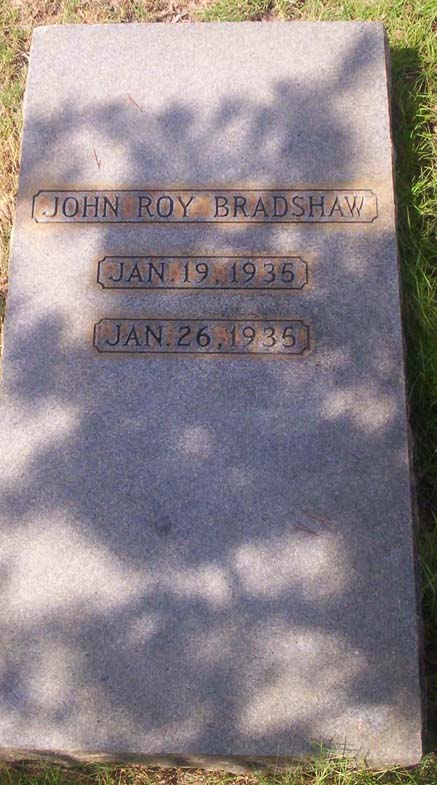 JOHN ROY BRADSHAW
JAN. 19, 1935
JAN. 26, 1935